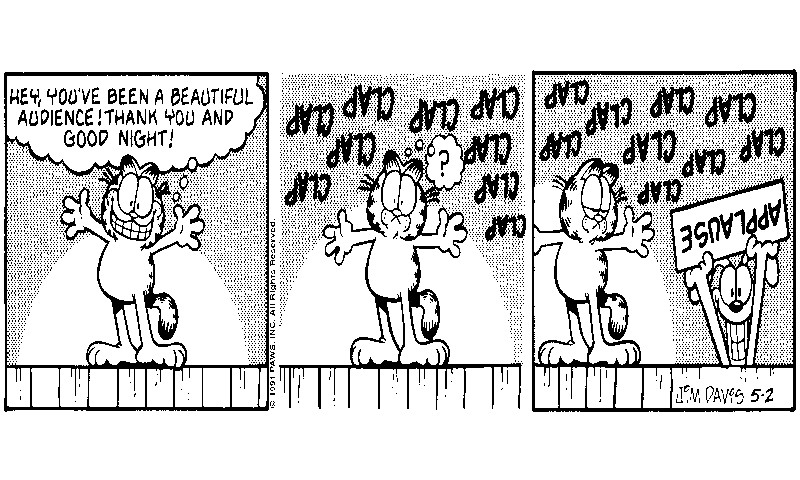 HEY, YOU'VE BEEN A BEAUTIFUL
AUDIENCE! THANK YOU AND
GOOD NIGHT!
© 1991 PAWS, INC. All Rights Reserved.
CLAP CLAP CLAP CLAP
CLAP CLAP
?
CLAP CLAP
CLAP
CLAP CLAP CLAP CLAP
CLAP CLAP CLAP CLAP
CLAP
APPLAUSE
JIM DAVIS 5-2